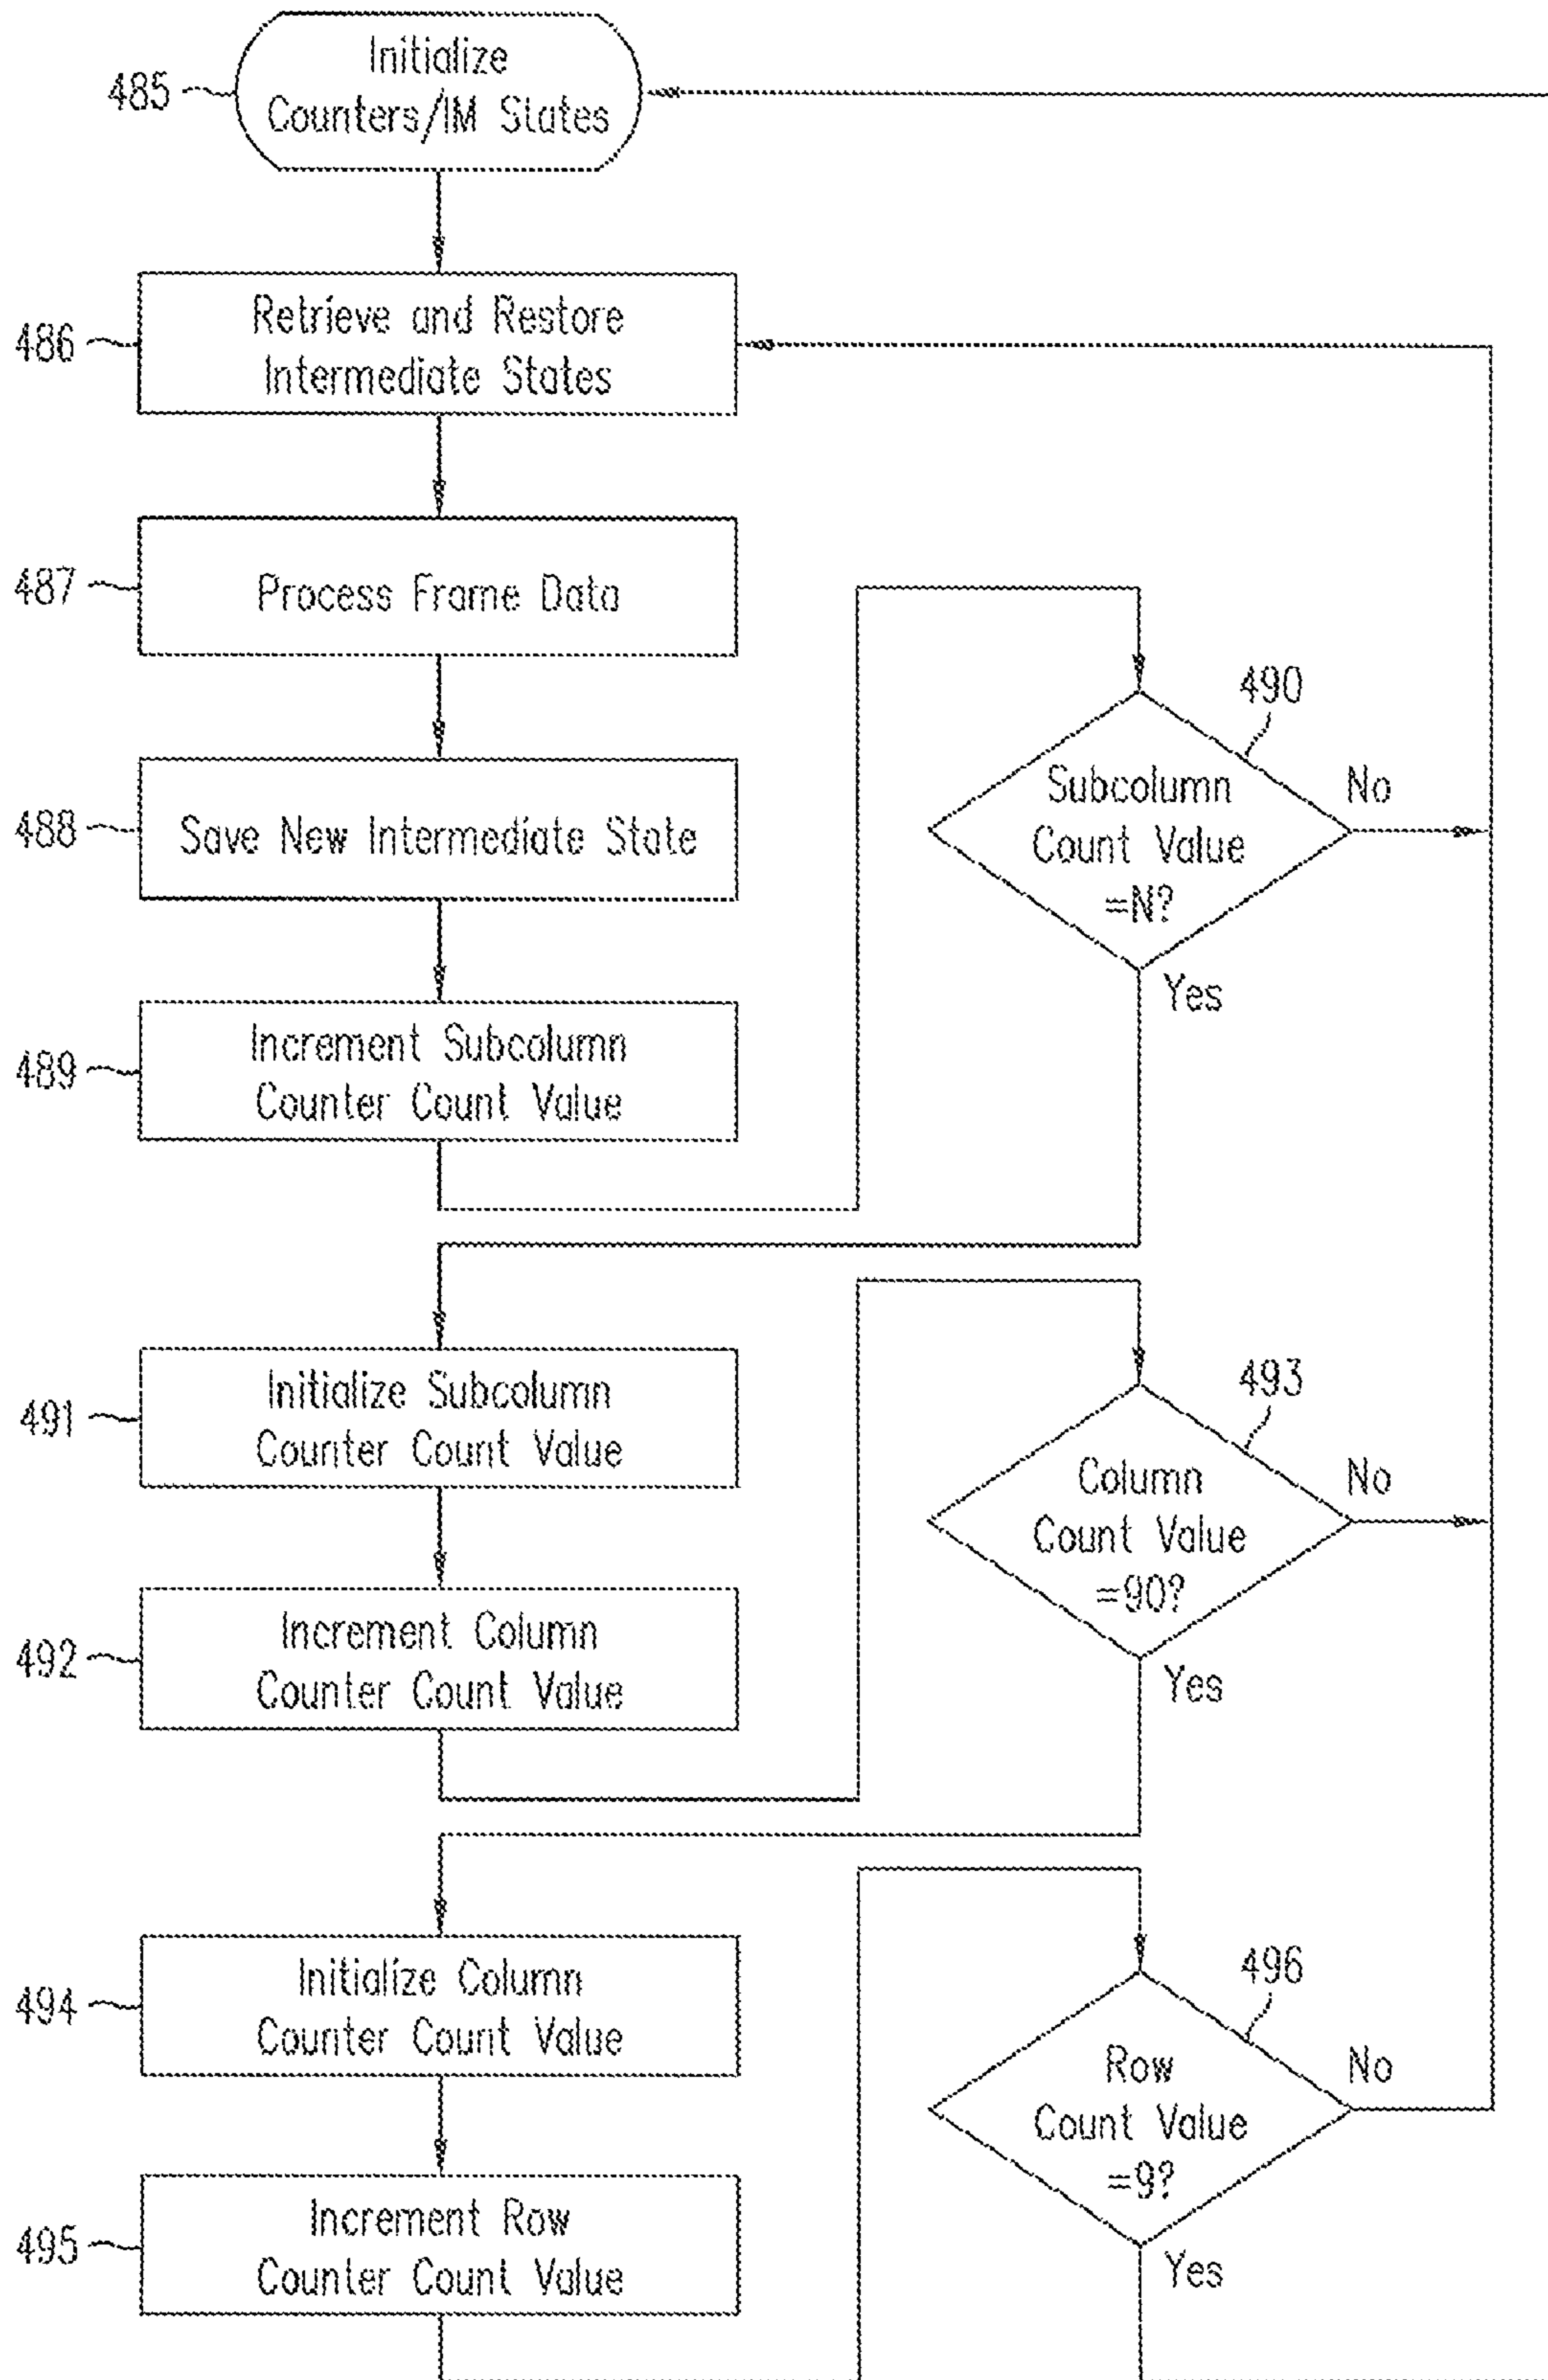 485
Initialize
Counters/IM States
486
Retrieve and Restore
Intermediate States
487
Process Frame Data
488
Save New Intermediate State
489
Increment Subcolumn
Counter Count Value
490
Subcolumn
Count Value
=N?
No
Yes
491
Initialize Subcolumn
Counter Count Value
492
Increment Column
Counter Count Value
493
Column
Count Value
=90?
No
Yes
494
Initialize Column
Counter Count Value
495
Increment Row
Counter Count Value
496
Row
Count Value
=9?
No
Yes